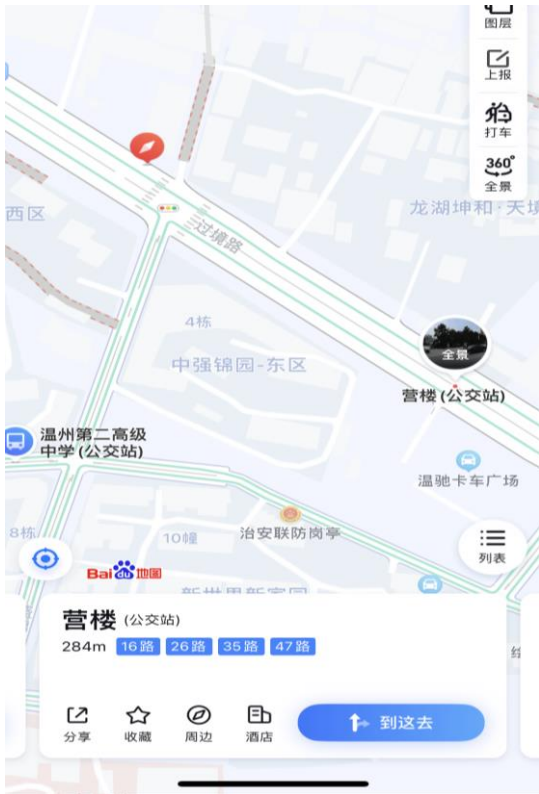 图层
上报
打车
360°
全景
西区
龙湖坤和·天境
过境路
4栋
中强锦园-东区
全景
营楼(公交站)
温州第二高级
中学(公交站)
温驰卡车广场
8栋
10幢
治安联防岗亭
列表
Bai du 地图
营楼 (公交站)
284m 16路 26路 35路 47路
分享 收藏 周边 酒店 到这去